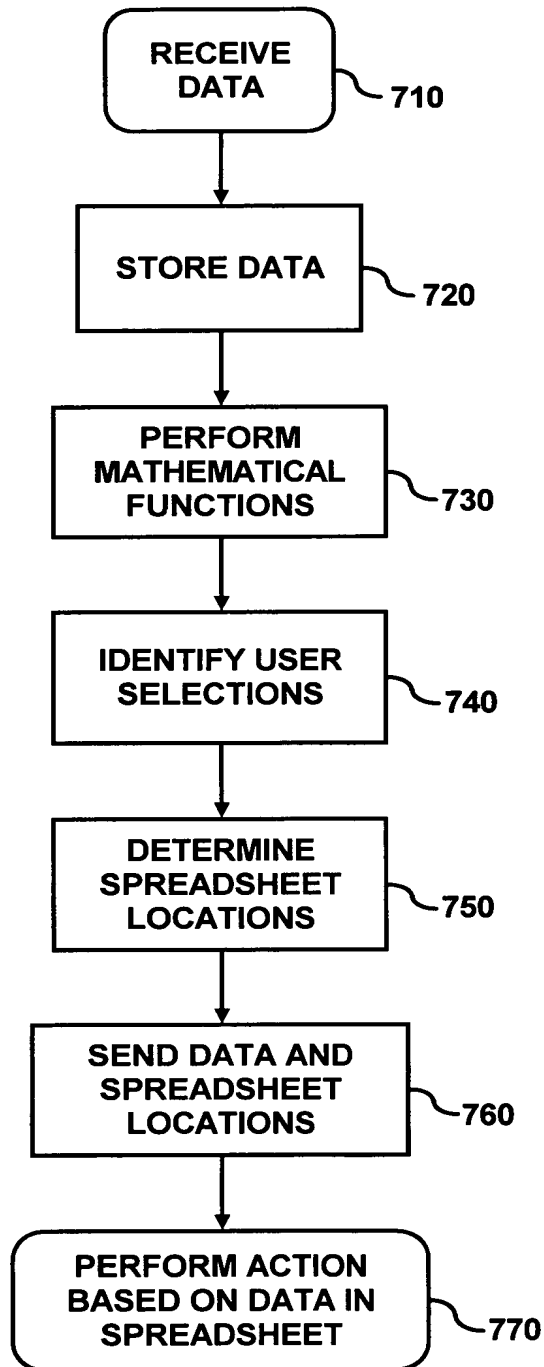 RECEIVE
DATA
710
STORE DATA
720
PERFORM
MATHEMATICAL
FUNCTIONS
730
IDENTIFY USER
SELECTIONS
740
DETERMINE
SPREADSHEET
LOCATIONS
750
SEND DATA AND
SPREADSHEET
LOCATIONS
760
PERFORM ACTION
BASED ON DATA IN
SPREADSHEET
770